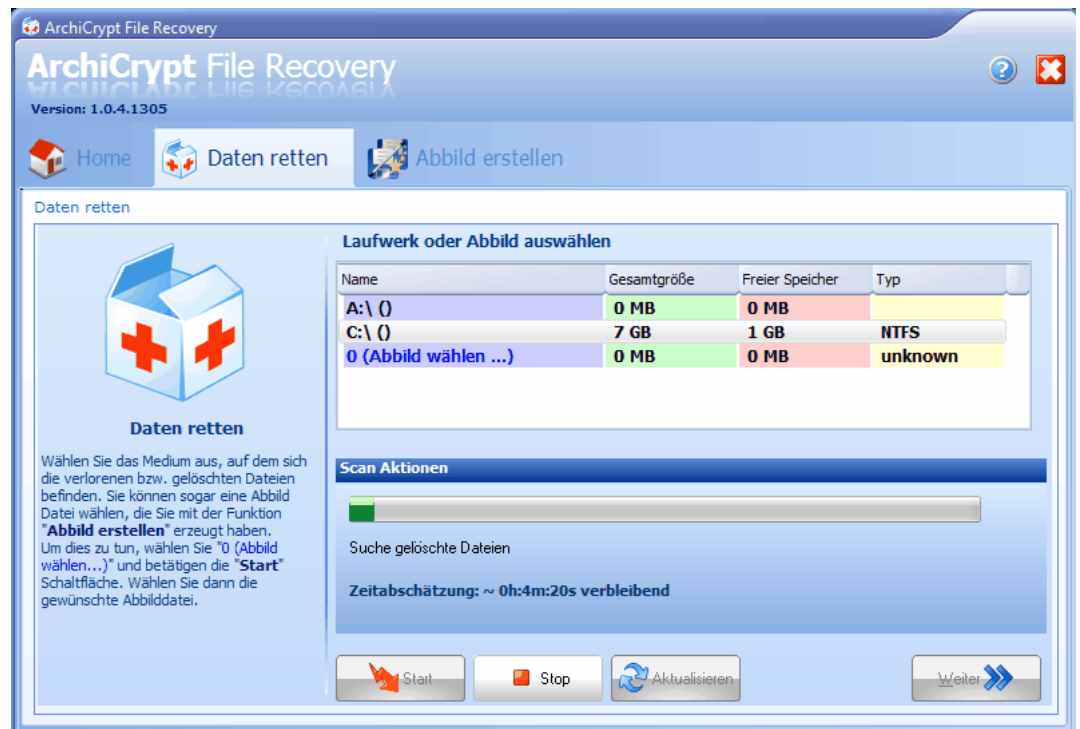 ArchiCrypt File Recovery
ArchiCrypt File Recovery
Version: 1.0.4.1305
Home
Daten retten
Abbild erstellen
Daten retten
Daten retten
Wählen Sie das Medium aus, auf dem sich
die verlorenen bzw. gelöschten Dateien
befinden. Sie können sogar eine Abbild
Datei wählen, die Sie mit der Funktion
"Abbild erstellen" erzeugt haben.
Um dies zu tun, wählen Sie "0 (Abbild
wählen...)" und betätigen die "Start"
Schaltfläche. Wählen Sie dann die
gewünschte Abbilddatei.
Laufwerk oder Abbild auswählen
Name Gesamtgröße Freier Speicher Typ
A:\ () 0 MB 0 MB
C:\ () 7 GB 1 GB NTFS
0 (Abbild wählen ...) 0 MB 0 MB unknown
Scan Aktionen
Suche gelöschte Dateien
Zeitabschätzung: ~ 0h:4m:20s verbleibend
Start Stop Aktualisieren Weiter